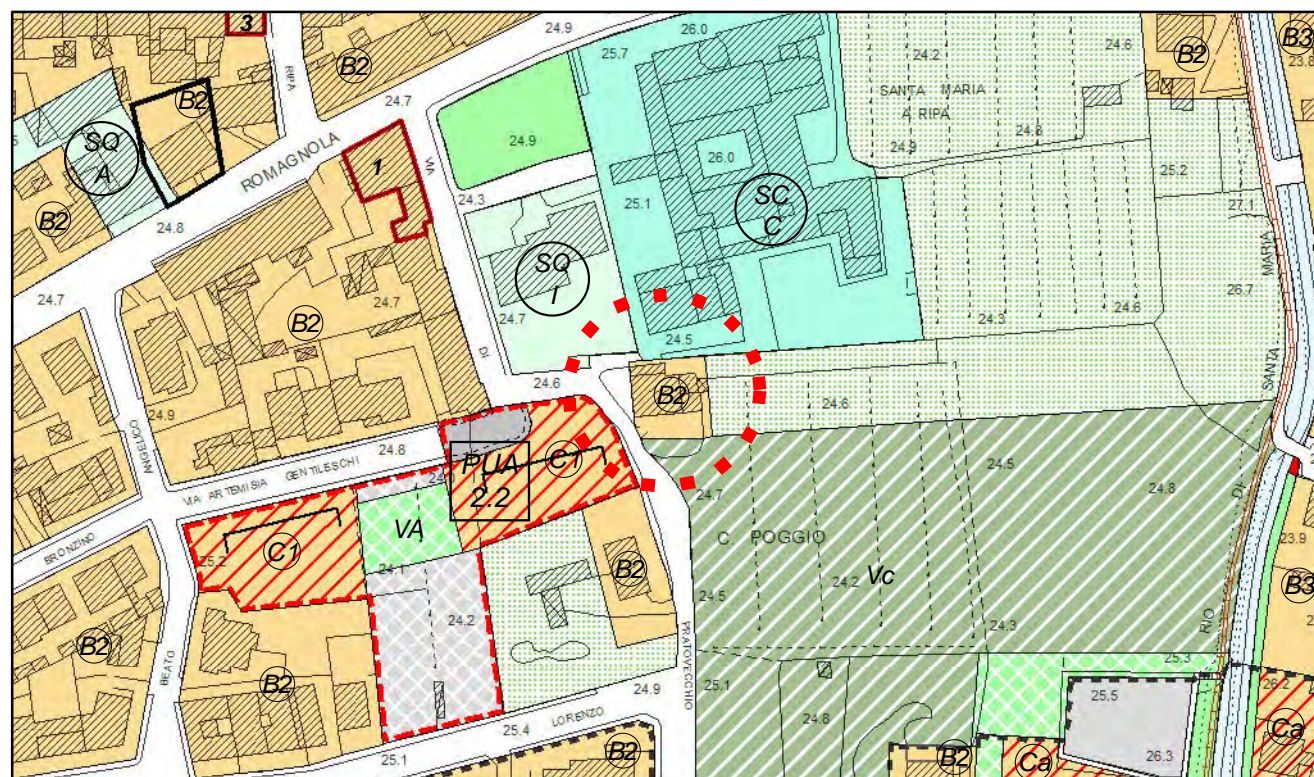 3
B2
24.7
24.9
25.7
26.0
24.2
24.6
B2
B3
23.8
RIPA
B2
SQ
A
ROMAGNOLA
1
VIA
24.9
26.0
SANTA MARIA
A RIPA
24.8
24.9
25.2
27.1
B2
24.8
24.3
25.1
SC
C
MARIA
SQ
I
26.7
24.7
24.7
B2
24.7
24.5
24.3
24.6
DI
SANTA
24.6
B2
24.6
24.9
ANGELICO
24.8
VIA ARTEMISIA GENTILESCHI
PUA
2.2
C1
24.5
24.8
24.7
VA
C. POGGIO
DI
BRONZINO
25.2
C1
24.1
24.2
Vc
23.9
B2
24.5
B3
24.2
24.3
RIO
B2
BEATO
B2
PRATOVECCHIO
25.3
24.9
25.1
26.2
LORENZO
25.5
25.4
24.8
25.1
B2
B2
Ca
26.3
Ca